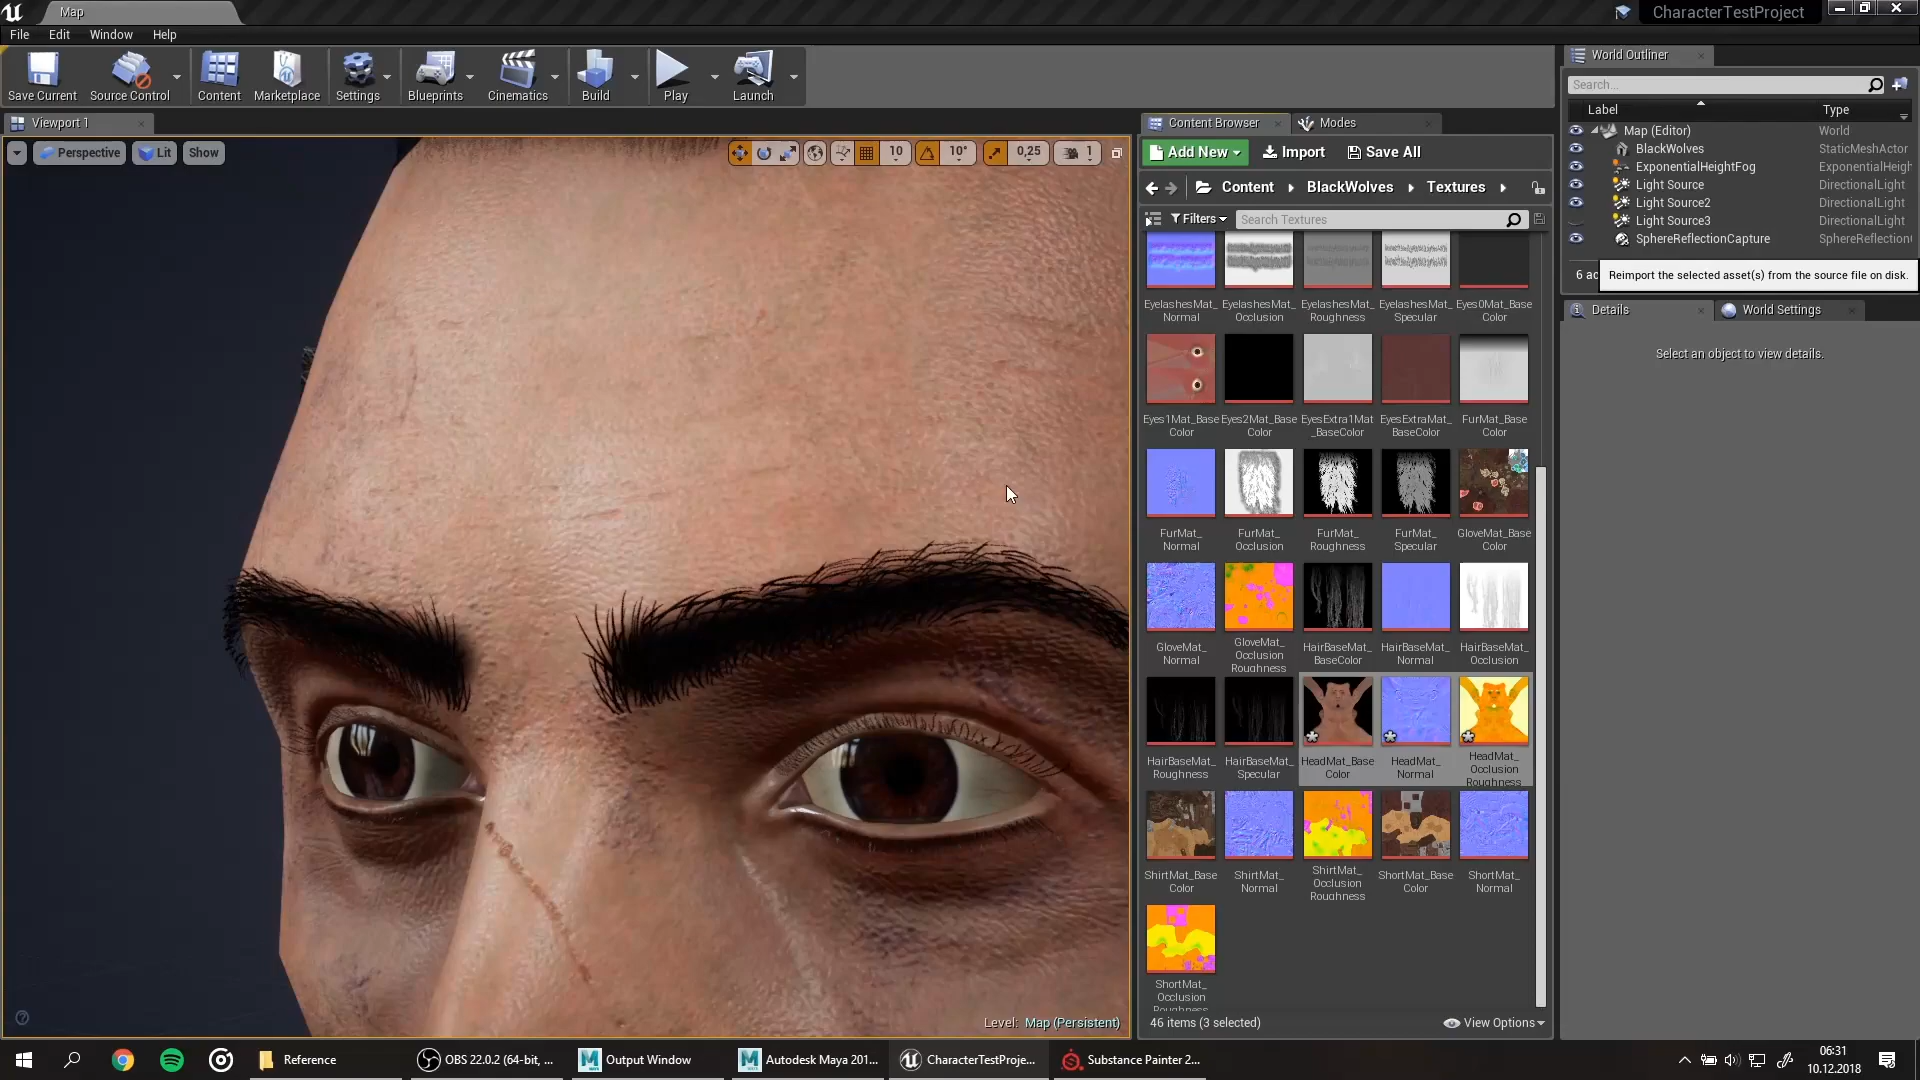 Map
CharacterTestProject
File Edit Window Help
Save Current
Source Control
Content
Marketplace
Settings
Blueprints
Cinematics
Build
Play
Launch
World Outliner
Search...
Label Type
Map (Editor) World
BlackWolves StaticMeshActor
ExponentialHeightFog ExponentialHeigh
Light Source DirectionalLight
Light Source2 DirectionalLight
Light Source3 DirectionalLight
SphereReflectionCapture SphereReflection
6 ac
Reimport the selected asset(s) from the source file on disk.
Details
World Settings
Select an object to view details.
Viewport 1
Perspective
Lit
Show
10
10°
0,25
1
Content Browser
Modes
Add New
Import
Save All
Content
BlackWolves
Textures
Filters
Search Textures
EyelashesMat_
Normal
EyelashesMat_
Occlusion
EyelashesMat_
Roughness
EyelashesMat_
Specular
Eyes0Mat_Base
Color
Eyes1Mat_Base
Color
Eyes2Mat_Base
Color
EyesExtra1Mat
_BaseColor
EyesExtraMat_
BaseColor
FurMat_Base
Color
FurMat_
Normal
FurMat_
Occlusion
FurMat_
Roughness
FurMat_
Specular
GloveMat_Base
Color
GloveMat_
Normal
GloveMat_
Occlusion
Roughness
HairBaseMat_
BaseColor
HairBaseMat_
Normal
HairBaseMat_
Occlusion
HairBaseMat_
Roughness
HairBaseMat_
Specular
HeadMat_Base
Color
HeadMat_
Normal
HeadMat_
Occlusion
Roughness
ShirtMat_Base
Color
ShirtMat_
Normal
ShirtMat_
Occlusion
Roughness
ShortMat_Base
Color
ShortMat_
Normal
ShortMat_
Occlusion
Roughness
Level: Map (Persistent)
46 items (3 selected)
View Options
Reference
OBS 22.0.2 (64-bit, ...
Output Window
Autodesk Maya 201...
CharacterTestProje...
Substance Painter 2...
06:31
10.12.2018